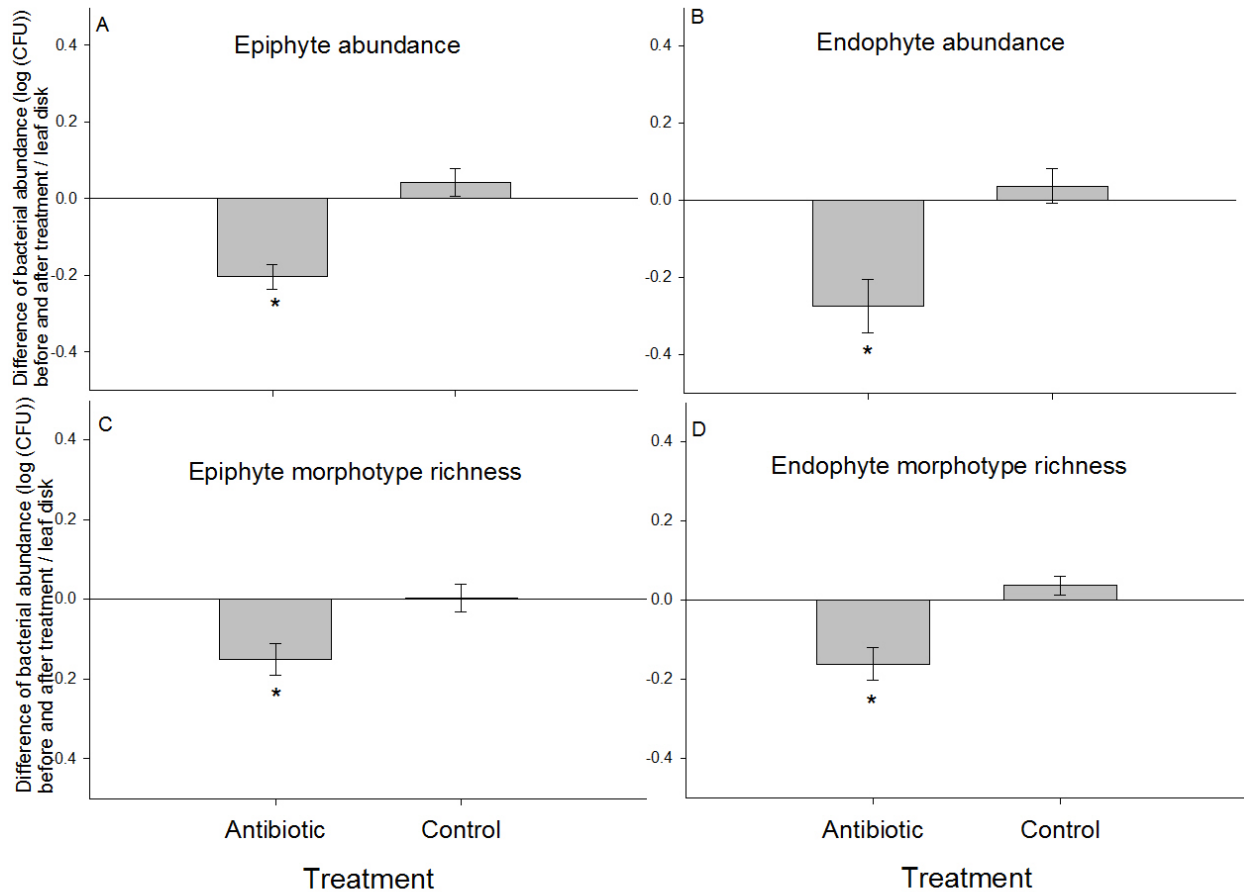 A
Epiphyte abundance
0.4
0.2
0.0
-0.2
-0.4
*
Difference of bacterial abundance (log (CFU))
before and after treatment / leaf disk
B
Endophyte abundance
0.4
0.2
0.0
-0.2
-0.4
*
C
Epiphyte morphotype richness
0.4
0.2
0.0
-0.2
-0.4
*
Difference of bacterial abundance (log (CFU))
before and after treatment / leaf disk
D
Endophyte morphotype richness
0.4
0.2
0.0
-0.2
-0.4
*
Antibiotic
Control
Treatment
Antibiotic
Control
Treatment